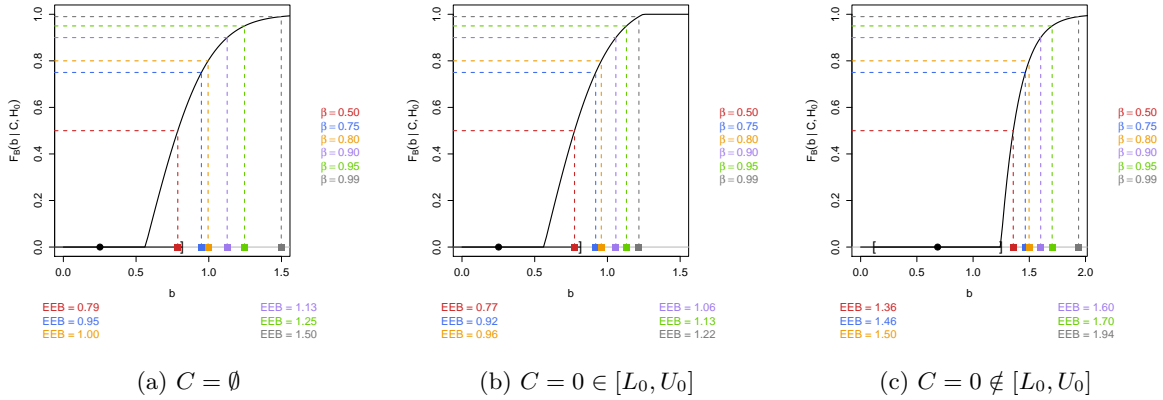 F_B(b | C, H_0)
1.0
0.8
0.6
0.4
0.2
0.0
0.0 0.5 1.0 1.5
b
β = 0.50
β = 0.75
β = 0.80
β = 0.90
β = 0.95
β = 0.99
EEB = 0.79 EEB = 1.13
EEB = 0.95 EEB = 1.25
EEB = 1.00 EEB = 1.50
(a) C = ∅
F_B(b | C, H_0)
1.0
0.8
0.6
0.4
0.2
0.0
0.0 0.5 1.0 1.5
b
β = 0.50
β = 0.75
β = 0.80
β = 0.90
β = 0.95
β = 0.99
EEB = 0.77 EEB = 1.06
EEB = 0.92 EEB = 1.13
EEB = 0.96 EEB = 1.22
(b) C = 0 ∈ [L_0, U_0]
F_B(b | C, H_0)
1.0
0.8
0.6
0.4
0.2
0.0
0.0 0.5 1.0 1.5 2.0
b
β = 0.50
β = 0.75
β = 0.80
β = 0.90
β = 0.95
β = 0.99
EEB = 1.36 EEB = 1.60
EEB = 1.46 EEB = 1.70
EEB = 1.50 EEB = 1.94
(c) C = 0 ∉ [L_0, U_0]